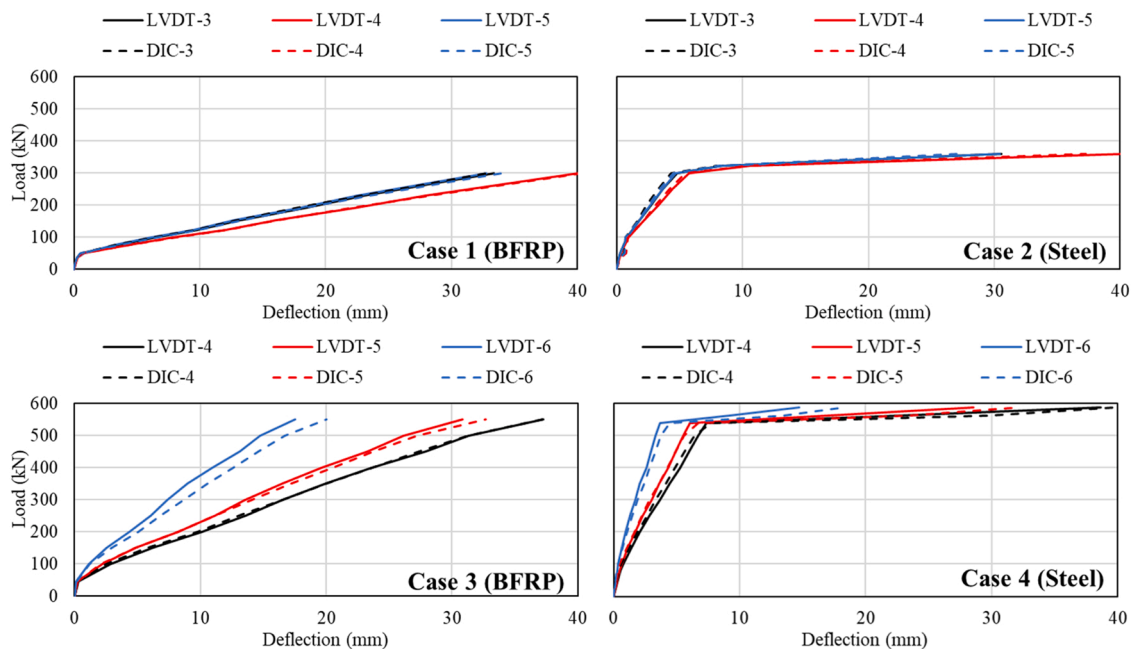 LVDT-3 LVDT-4 LVDT-5
DIC-3 DIC-4 DIC-5
600
500
400
300
200
100
0
Load (kN)
0 10 20 30 40
Deflection (mm)
Case 1 (BFRP)
LVDT-3 LVDT-4 LVDT-5
DIC-3 DIC-4 DIC-5
0 10 20 30 40
Deflection (mm)
Case 2 (Steel)
LVDT-4 LVDT-5 LVDT-6
DIC-4 DIC-5 DIC-6
600
500
400
300
200
100
0
Load (kN)
0 10 20 30 40
Deflection (mm)
Case 3 (BFRP)
LVDT-4 LVDT-5 LVDT-6
DIC-4 DIC-5 DIC-6
0 10 20 30 40
Deflection (mm)
Case 4 (Steel)